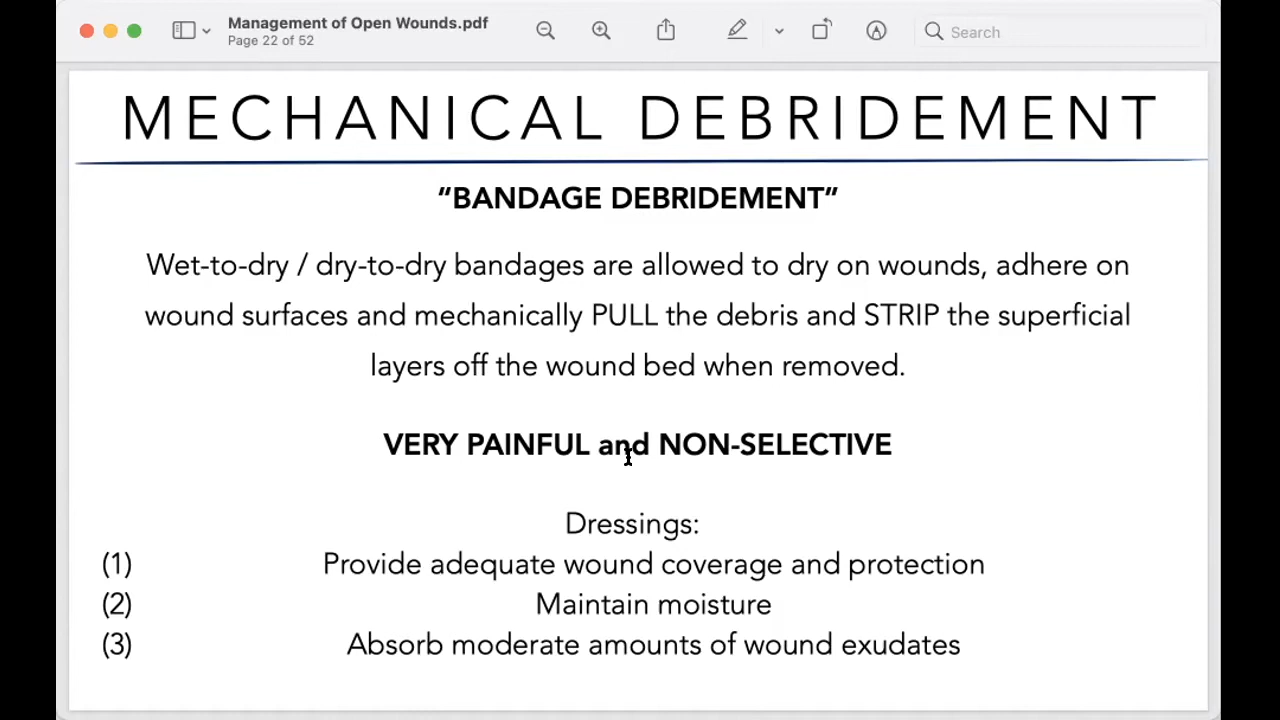 Management of Open Wounds.pdf
Page 22 of 52
Search
MECHANICAL DEBRIDEMENT
“BANDAGE DEBRIDEMENT”
Wet-to-dry / dry-to-dry bandages are allowed to dry on wounds, adhere on
wound surfaces and mechanically PULL the debris and STRIP the superficial
layers off the wound bed when removed.
VERY PAINFUL and NON-SELECTIVE
Dressings:
(1) Provide adequate wound coverage and protection
(2) Maintain moisture
(3) Absorb moderate amounts of wound exudates